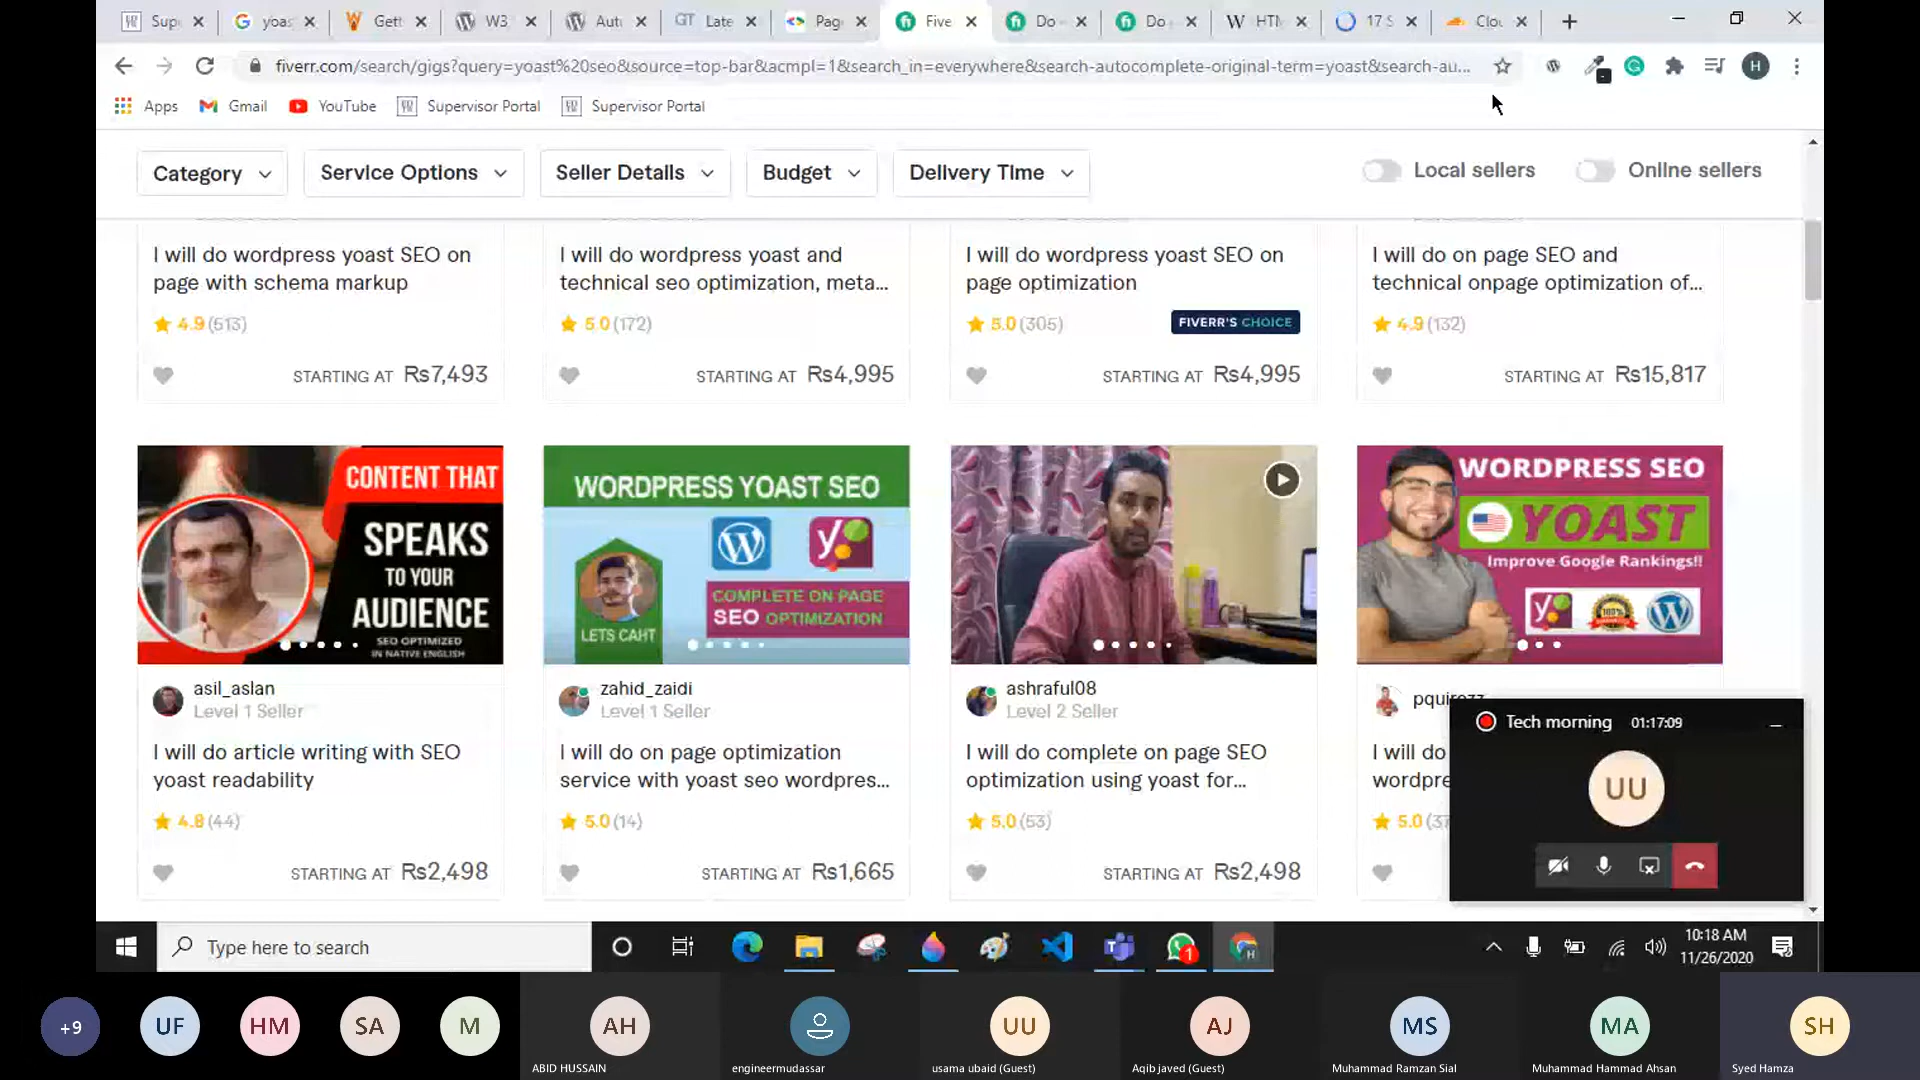 Sup
yoas
Gett
W3
Aut
Late
Pag
Five
Do
Do
HTM
17 S
Clou
fiverr.com/search/gigs?query=yoast%20seo&source=top-bar&acmpl=1&search_in=everywhere&search-autocomplete-original-term=yoast&search-au...
H
Apps
Gmail
YouTube
Supervisor Portal
Supervisor Portal
Category
Service Options
Seller Details
Budget
Delivery Time
Local sellers
Online sellers
I will do wordpress yoast SEO on
page with schema markup
4.9 (513)
STARTING AT Rs7,493
I will do wordpress yoast and
technical seo optimization, meta...
5.0 (172)
STARTING AT Rs4,995
I will do wordpress yoast SEO on
page optimization
5.0 (305)
FIVERR'S CHOICE
STARTING AT Rs4,995
I will do on page SEO and
technical onpage optimization of...
4.9 (132)
STARTING AT Rs15,817
CONTENT THAT
SPEAKS
TO YOUR
AUDIENCE
SEO OPTIMIZED
IN NATIVE ENGLISH
asil_aslan
Level 1 Seller
I will do article writing with SEO
yoast readability
4.8 (44)
STARTING AT Rs2,498
WORDPRESS YOAST SEO
COMPLETE ON PAGE
SEO OPTIMIZATION
LETS CAHT
zahid_zaidi
Level 1 Seller
I will do on page optimization
service with yoast seo wordpres...
5.0 (14)
STARTING AT Rs1,665
ashraful08
Level 2 Seller
I will do complete on page SEO
optimization using yoast for...
5.0 (53)
STARTING AT Rs2,498
WORDPRESS SEO
YOAST
Improve Google Rankings!!
100%
I will do
wordpre
5.0 (37
Tech morning 01:17:09
UU
Type here to search
1
10:18 AM
11/26/2020
+9
UF
HM
SA
M
AH
ABID HUSSAIN
engineermudassar
UU
usama ubaid (Guest)
AJ
Aqib javed (Guest)
MS
Muhammad Ramzan Sial
MA
Muhammad Hammad Ahsan
SH
Syed Hamza